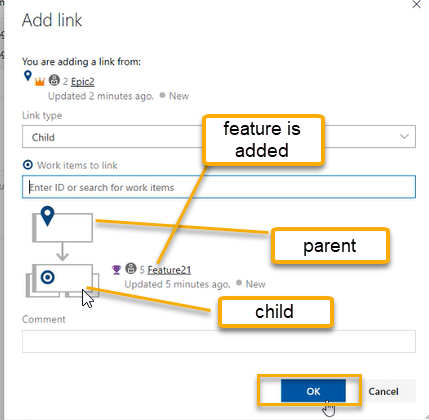 Add link
You are adding a link from:
2 Epic2
Updated 2 minutes ago. New
Link type
Child
feature is
added
Work items to link
Enter ID or search for work items
parent
5 Feature21
Updated 5 minutes ago. New
child
Comment
OK
Cancel